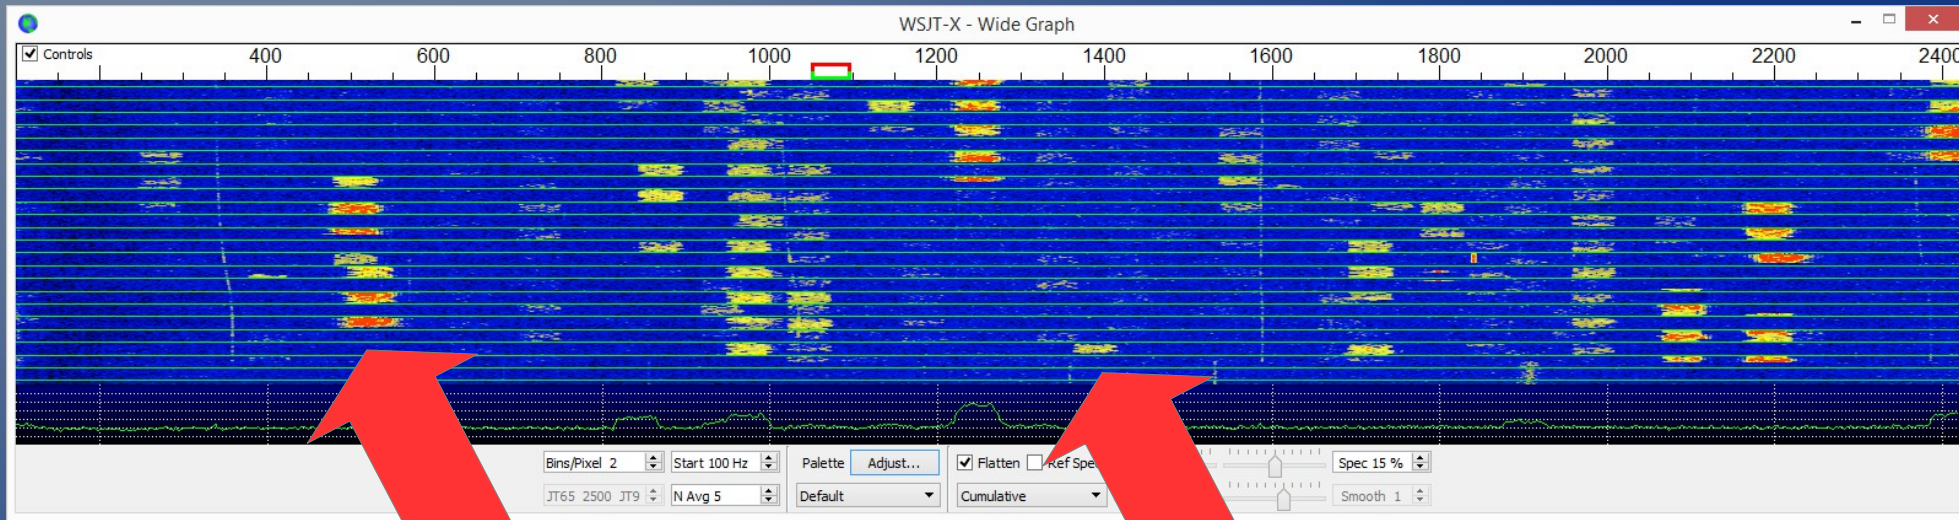 WSJT-X - Wide Graph
Controls 400 600 800 1000 1200 1400 1600 1800 2000 2200 2400
Bins/Pixel 2 Start 100 Hz Palette Adjust... Flatten Ref Spec Spec 15 %
JT65 2500 JT9 N Avg 5 Default Cumulative Smooth 1